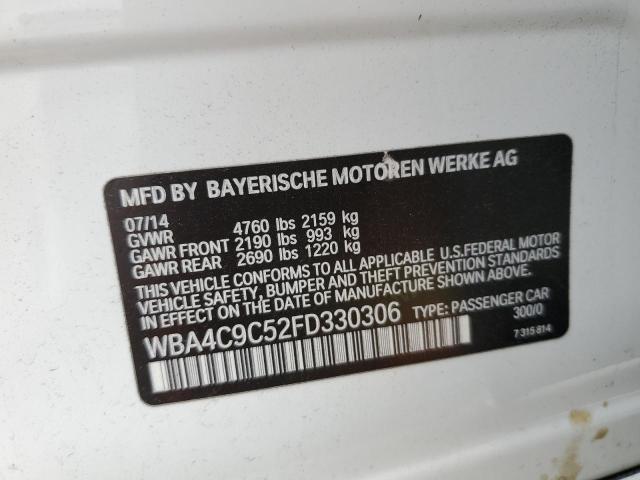 MFD BY BAYERISCHE MOTOREN WERKE AG
07/14
GVWR 4760 lbs 2159 kg
GAWR FRONT 2190 lbs 993 kg
GAWR REAR 2690 lbs 1220 kg
THIS VEHICLE CONFORMS TO ALL APPLICABLE U.S.FEDERAL MOTOR
VEHICLE SAFETY, BUMPER AND THEFT PREVENTION STANDARDS
IN EFFECT ON THE DATE OF MANUFACTURE SHOWN ABOVE.
WBA4C9C52FD330306 TYPE: PASSENGER CAR
300/0
7 315 814